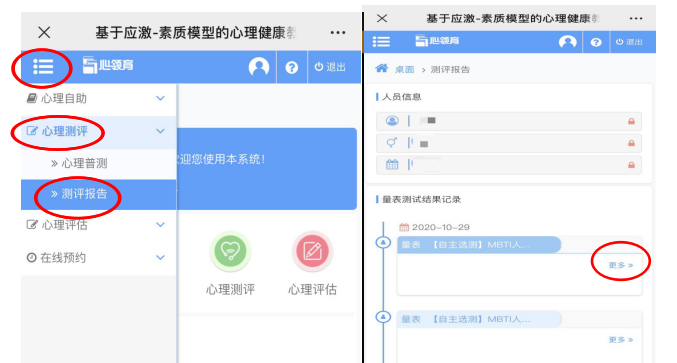 基于应激-素质模型的心理健康
心领育
退出
心理自助
心理测评
» 心理普测
» 测评报告
心理评估
在线预约
迎您使用本系统!
心理测评
心理评估
基于应激-素质模型的心理健康
心领育
退出
桌面 > 测评报告
人员信息
量表测试结果记录
2020-10-29
量表 【自主选测】MBTI人...
更多 »
量表 【自主选测】MBTI人...
更多 »